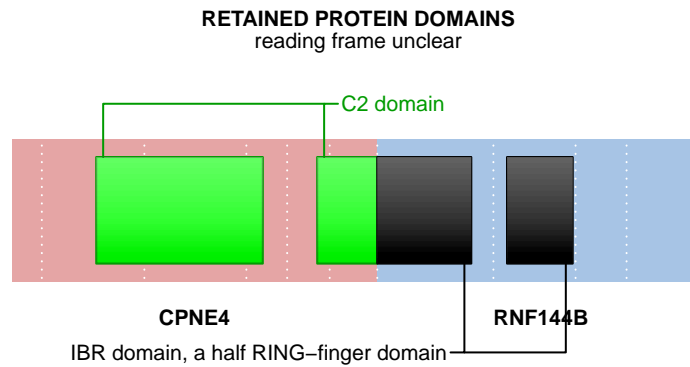 RETAINED PROTEIN DOMAINS
reading frame unclear
C2 domain
CPNE4
RNF144B
IBR domain, a half RING−finger domain